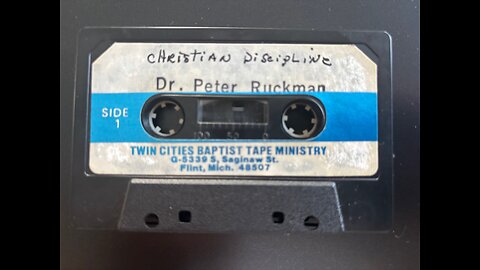 CHRISTIAN DISCIPLINE
Dr. Peter Ruckman
SIDE
1
100 50 0
TWIN CITIES BAPTIST TAPE MINISTRY
G-5339 S. Saginaw St.
Flint, Mich. 48507